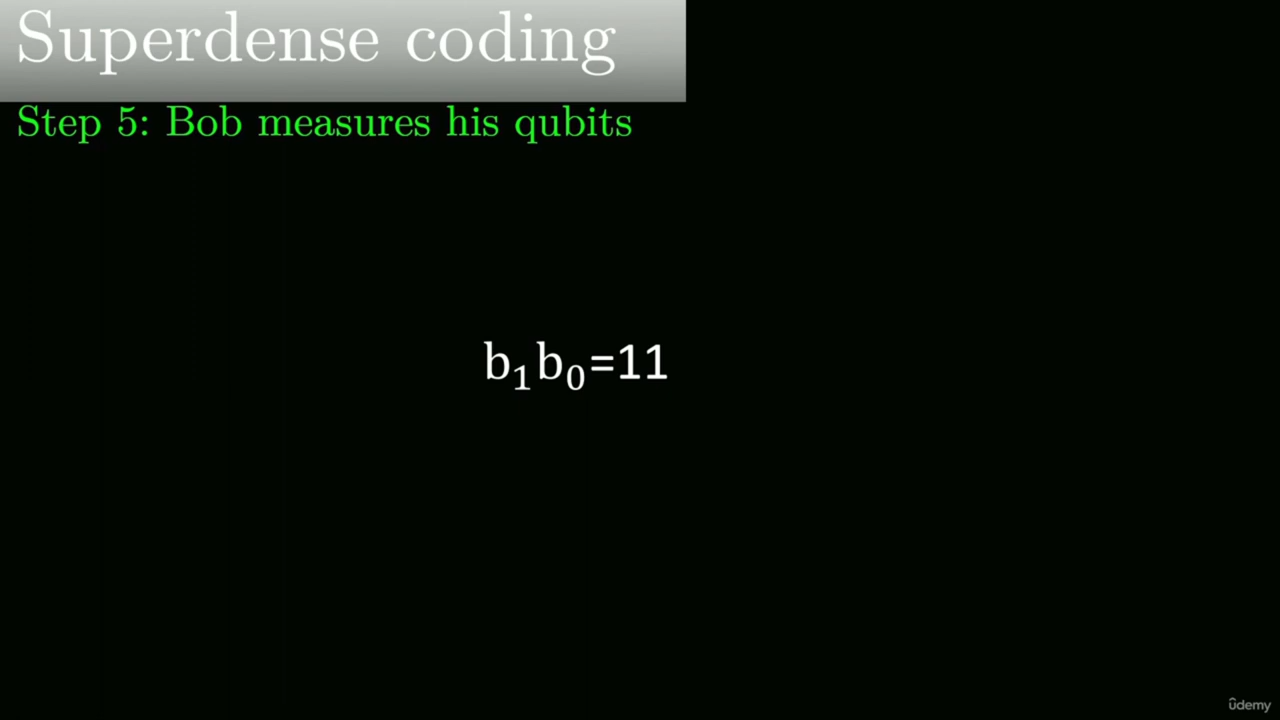 Superdense coding
Step 5: Bob measures his qubits
b₁b₀=11
ûdemy